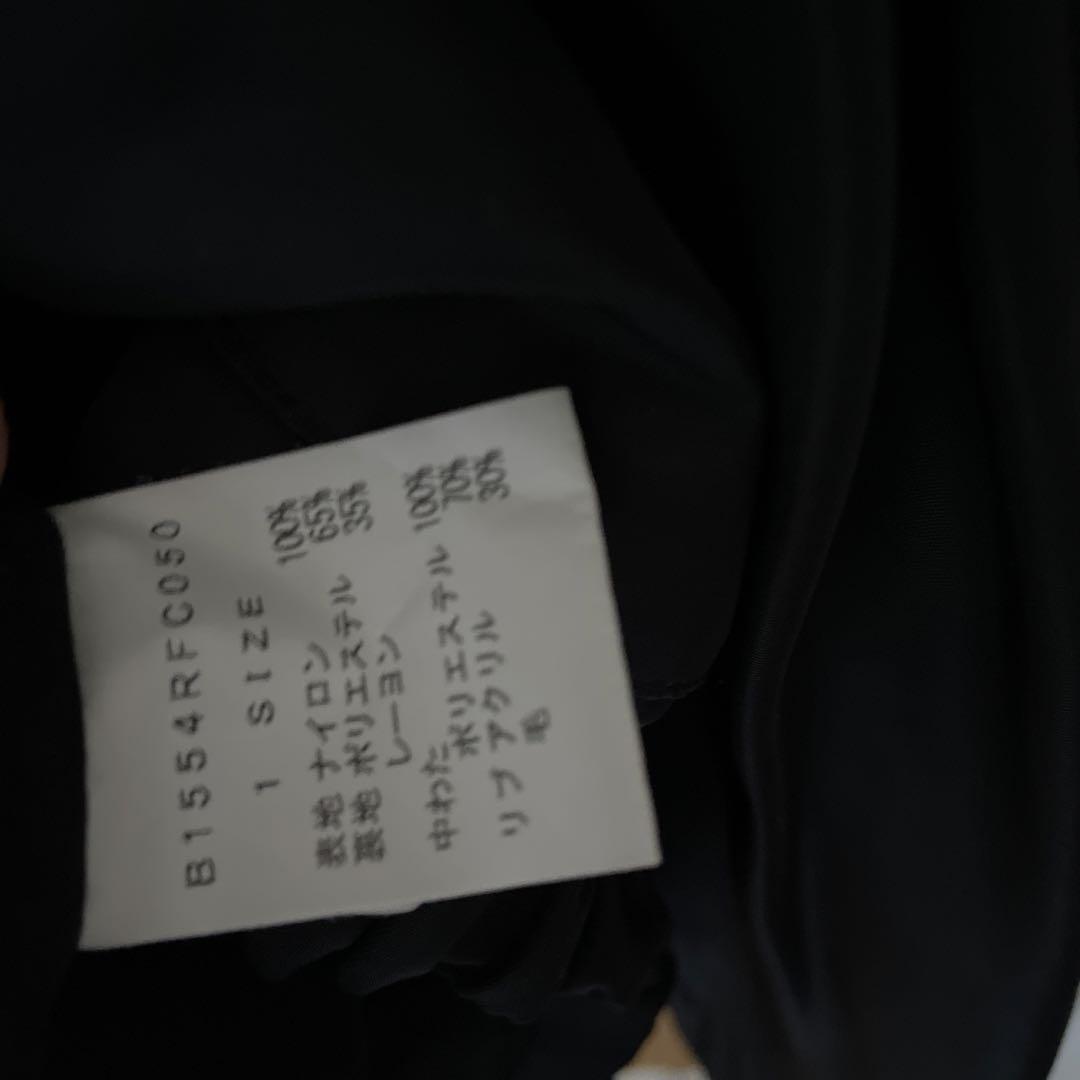 B1554RFC050
1 SIZE
表地 ナイロン 100%
裏地 ポリエステル 65%
レーヨン 35%
中わた
ポリエステル 100%
リブ アクリル 70%
毛 30%